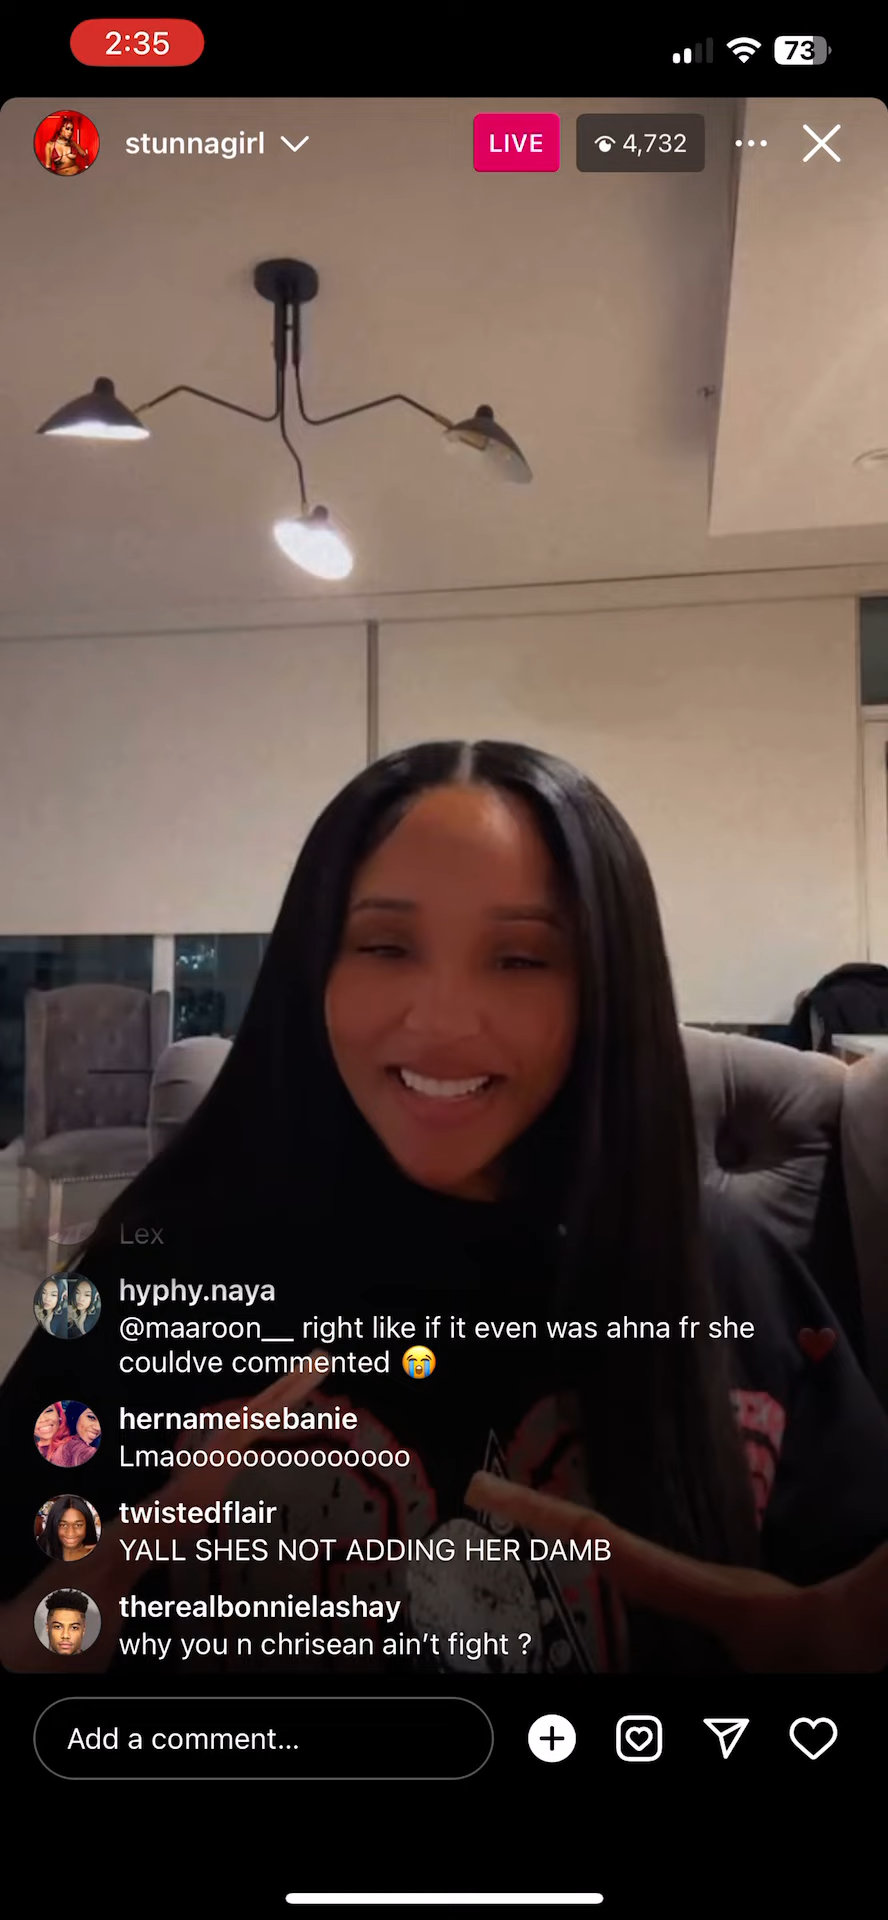 2:35
73
stunnagirl
LIVE
4,732
Lex
hyphy.naya
@maaroon__ right like if it even was ahna fr she
couldve commented 😭
hernameisebanie
Lmaoooooooooooooo
twistedflair
YALL SHES NOT ADDING HER DAMB
therealbonnielashay
why you n chrisean ain't fight ?
Add a comment...